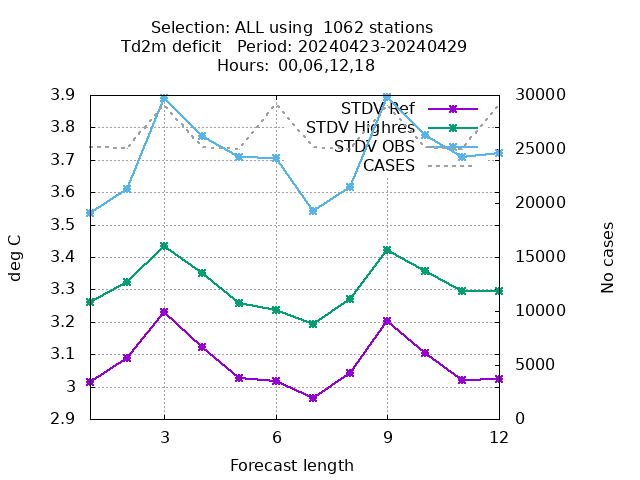 Selection: ALL using  1062 stations
Td2m deficit   Period: 20240423-20240429
Hours:  00,06,12,18
3.9
3.8
3.7
3.6
3.5
3.4
3.3
3.2
3.1
3
2.9
deg C
STDV Ref
STDV Highres
STDV OBS
CASES
30000
25000
20000
15000
10000
5000
0
No cases
3
6
9
12
Forecast length